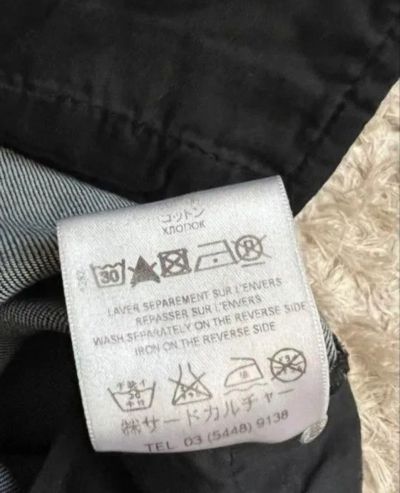 コットン
ХЛОПОК
30
LAVER SEPAREMENT SUR L'ENVERS
REPASSER SUR L'ENVERS
WASH SEPARATELY ON THE REVERSE SIDE
IRON ON THE REVERSE SIDE
㈱サードカルチャー
TEL 03 (5448) 9138